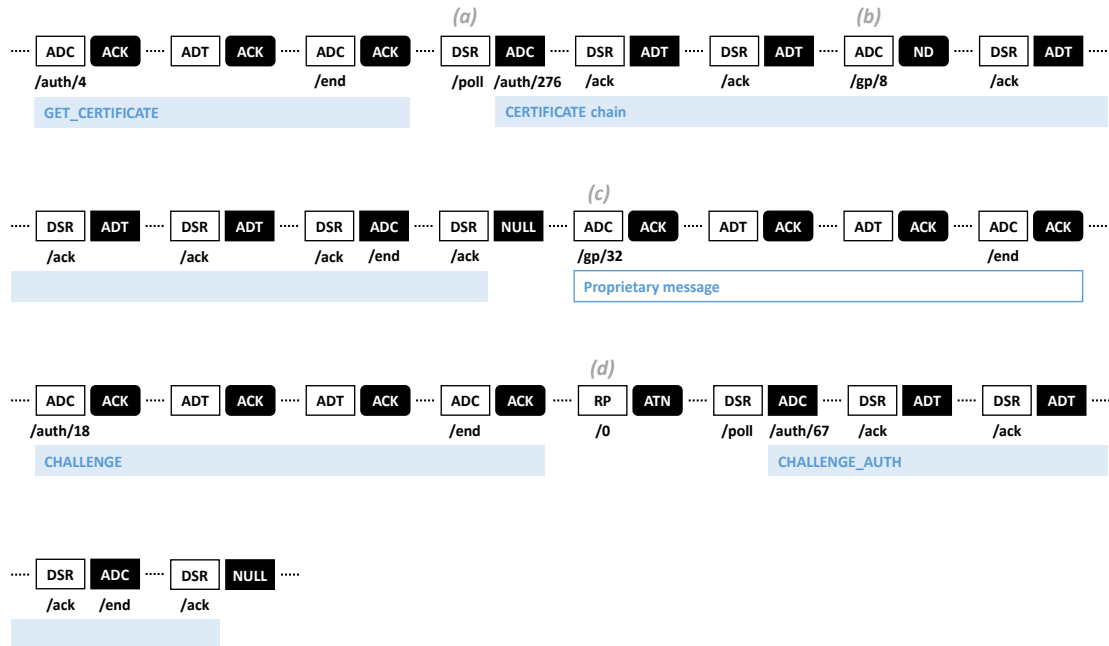 (a) (b)
ADC ACK ADT ACK ADC ACK DSR ADC DSR ADT DSR ADT ADC ND DSR ADT
/auth/4 /end /poll /auth/276 /ack /ack /gp/8 /ack
GET_CERTIFICATE CERTIFICATE chain
(c)
DSR ADT DSR ADT DSR ADC DSR NULL ADC ACK ADT ACK ADT ACK ADC ACK
/ack /ack /ack /end /ack /gp/32 /end
Proprietary message
(d)
ADC ACK ADT ACK ADT ACK ADC ACK RP ATN DSR ADC DSR ADT DSR ADT
/auth/18 /end /0 /poll /auth/67 /ack /ack
CHALLENGE CHALLENGE_AUTH
DSR ADC DSR NULL
/ack /end /ack